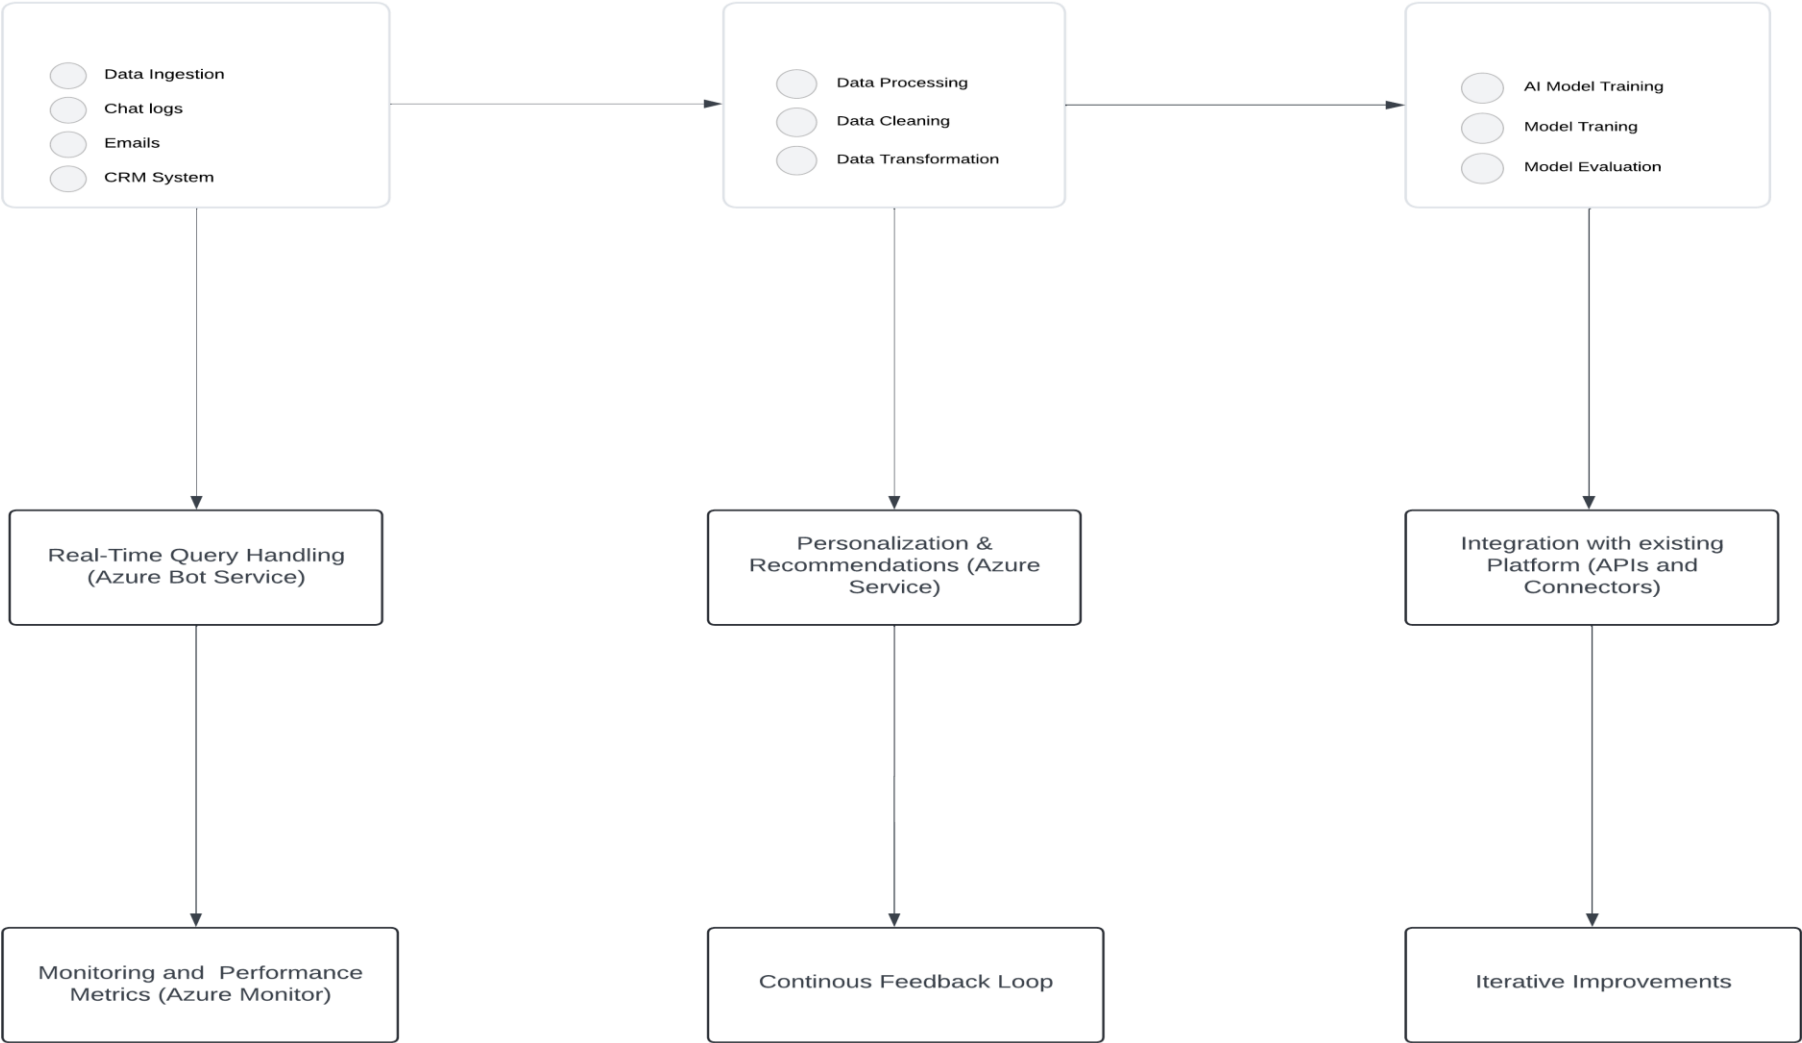 Data Ingestion
Chat logs
Emails
CRM System
Data Processing
Data Cleaning
Data Transformation
AI Model Training
Model Traning
Model Evaluation
Real-Time Query Handling
(Azure Bot Service)
Personalization &
Recommendations (Azure
Service)
Integration with existing
Platform (APIs and
Connectors)
Monitoring and  Performance
Metrics (Azure Monitor)
Continous Feedback Loop
Iterative Improvements